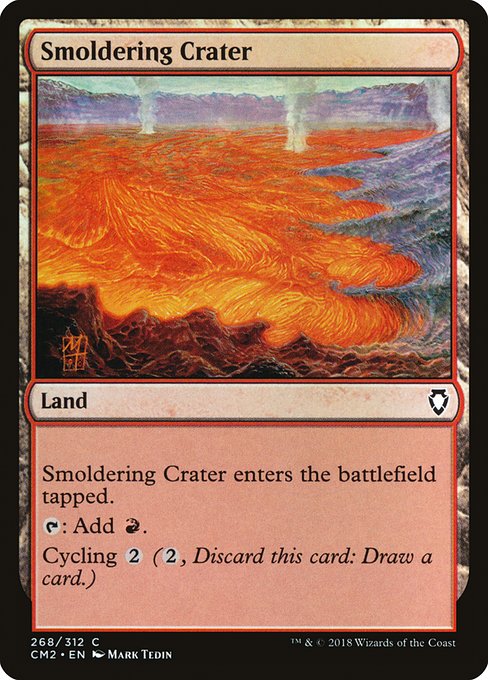 Smoldering Crater
Land
Smoldering Crater enters the battlefield
tapped.
: Add .
Cycling 2 (2, Discard this card: Draw a
card.)
268/312 C
CM2 • EN Mark Tedin
™ & © 2018 Wizards of the Coast